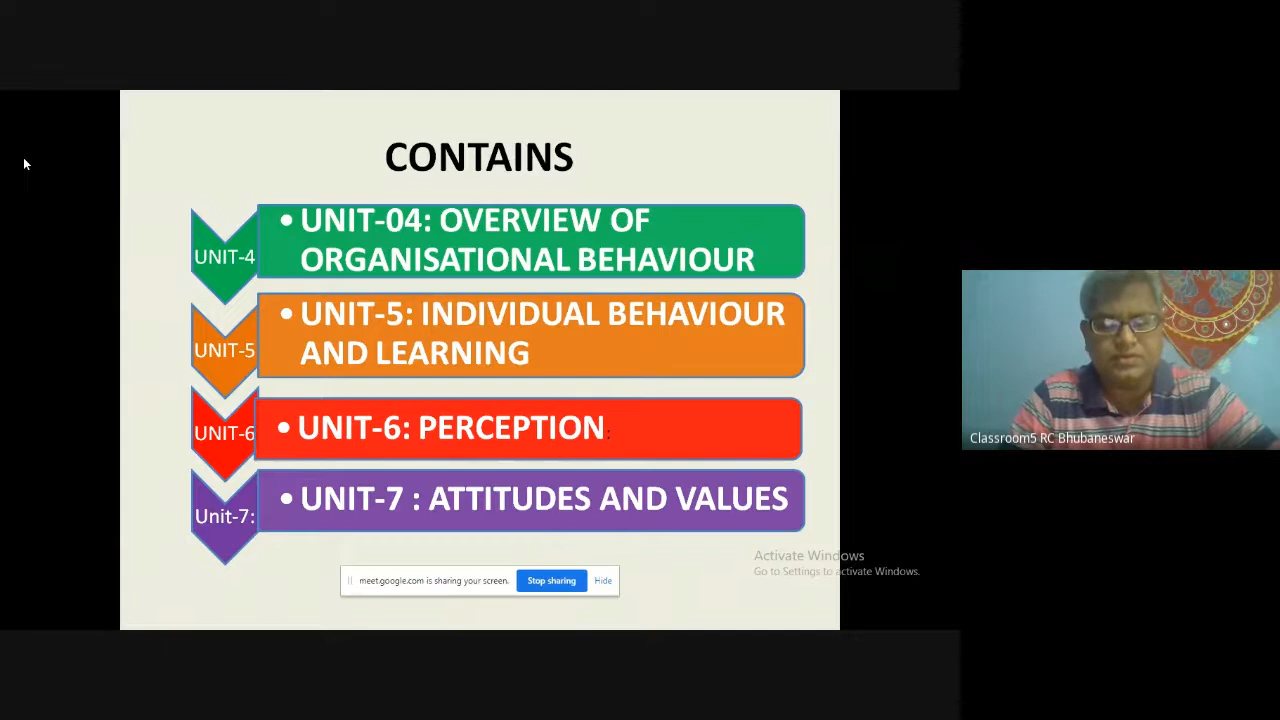 CONTAINS
UNIT-4
• UNIT-04: OVERVIEW OF
ORGANISATIONAL BEHAVIOUR
UNIT-5
• UNIT-5: INDIVIDUAL BEHAVIOUR
AND LEARNING
UNIT-6
• UNIT-6: PERCEPTION:
Unit-7:
• UNIT-7 : ATTITUDES AND VALUES
meet.google.com is sharing your screen.
Stop sharing
Hide
Activate Windows
Go to Settings to activate Windows.
Classroom5 RC Bhubaneswar